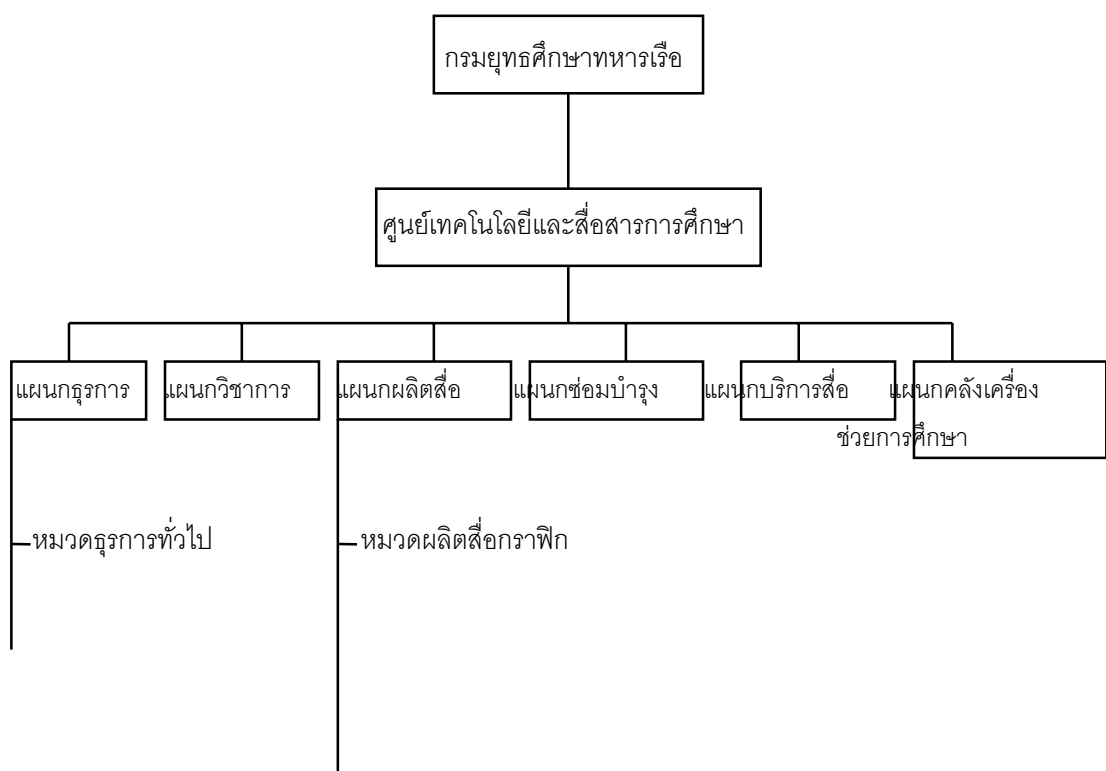 กรมยุทธศึกษาทหารเรือ
ศูนย์เทคโนโลยีและสื่อสารการศึกษา
แผนกธุรการ
แผนกวิชาการ
แผนกผลิตสื่อ
แผนกซ่อมบำรุง
แผนกบริการสื่อ
แผนกคลังเครื่อง
ช่วยการศึกษา
หมวดธุรการทั่วไป
หมวดผลิตสื่อกราฟิก